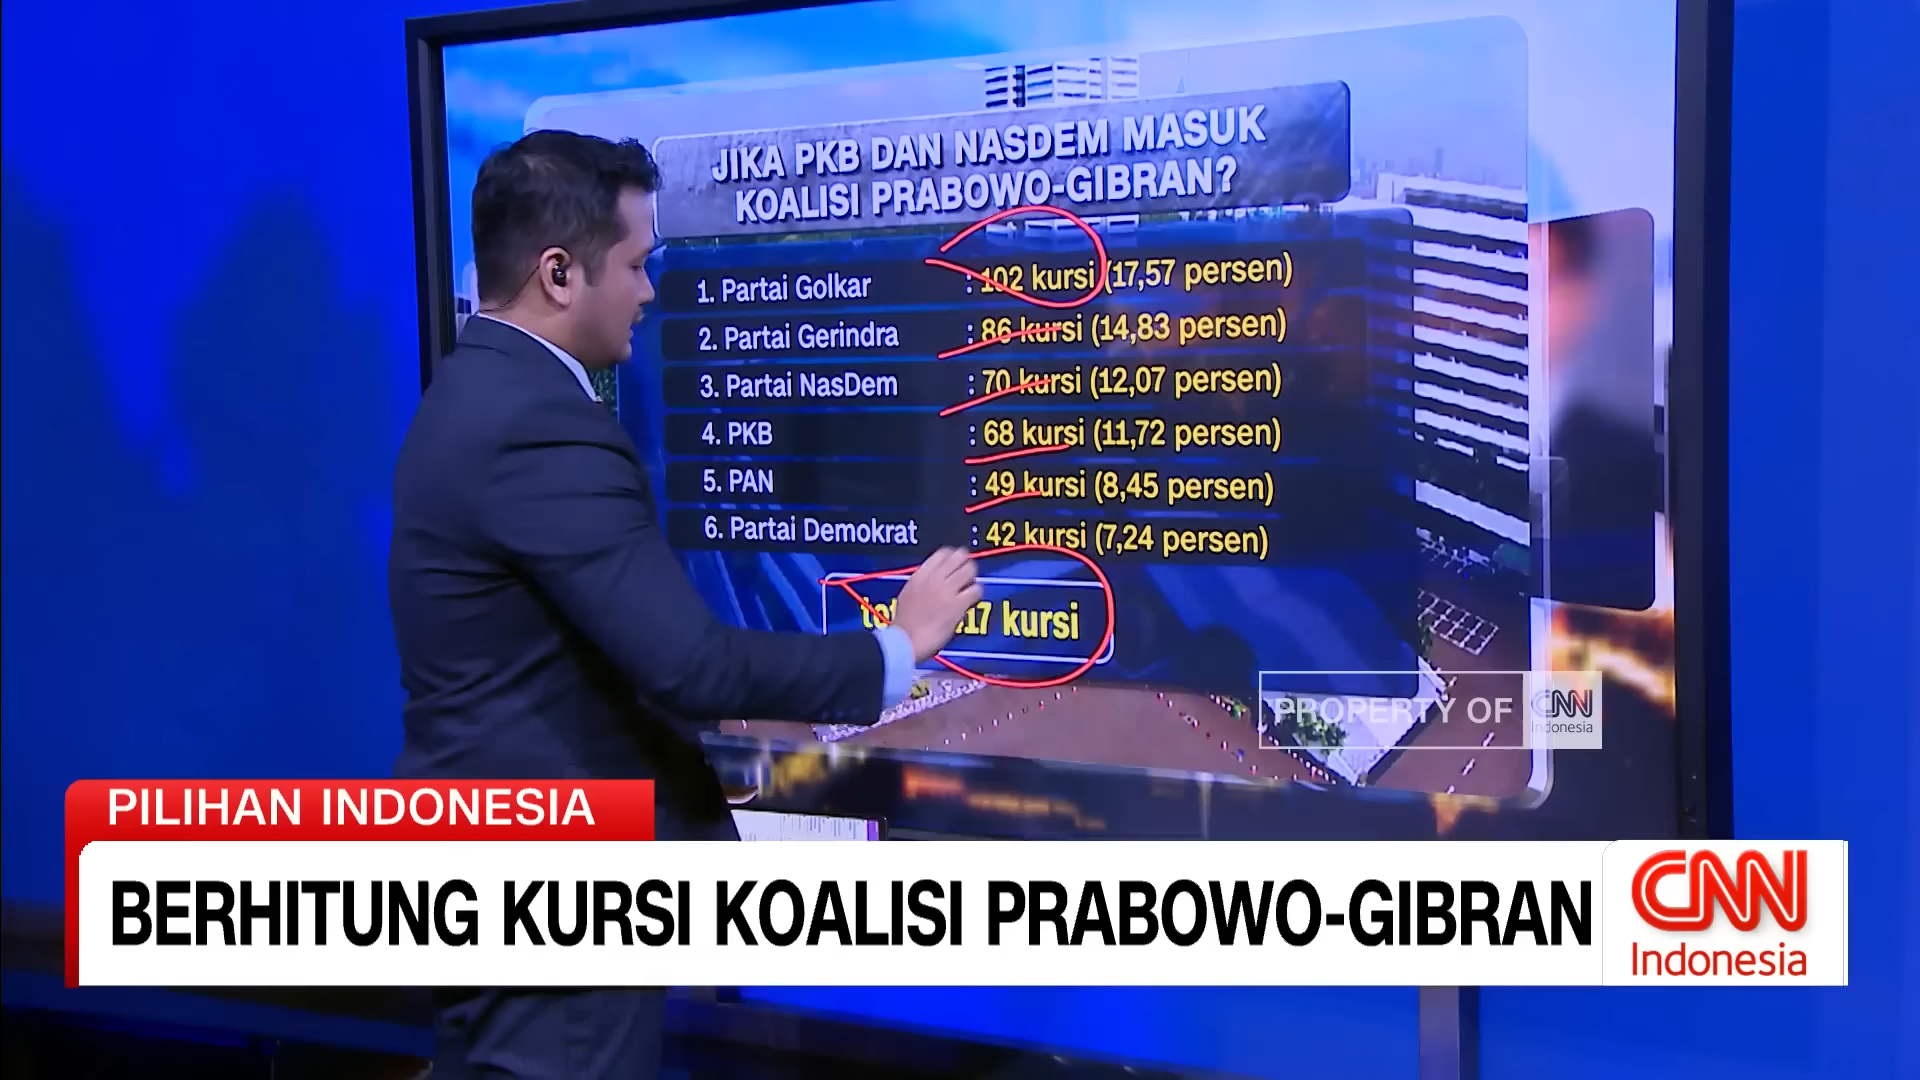 JIKA PKB DAN NASDEM MASUK
KOALISI PRABOWO-GIBRAN?
1. Partai Golkar : 102 kursi (17,57 persen)
2. Partai Gerindra : 86 kursi (14,83 persen)
3. Partai NasDem : 70 kursi (12,07 persen)
4. PKB : 68 kursi (11,72 persen)
5. PAN : 49 kursi (8,45 persen)
6. Partai Demokrat : 42 kursi (7,24 persen)
kursi
PROPERTY OF CNN
Indonesia
PILIHAN INDONESIA
BERHITUNG KURSI KOALISI PRABOWO-GIBRAN
CNN
Indonesia